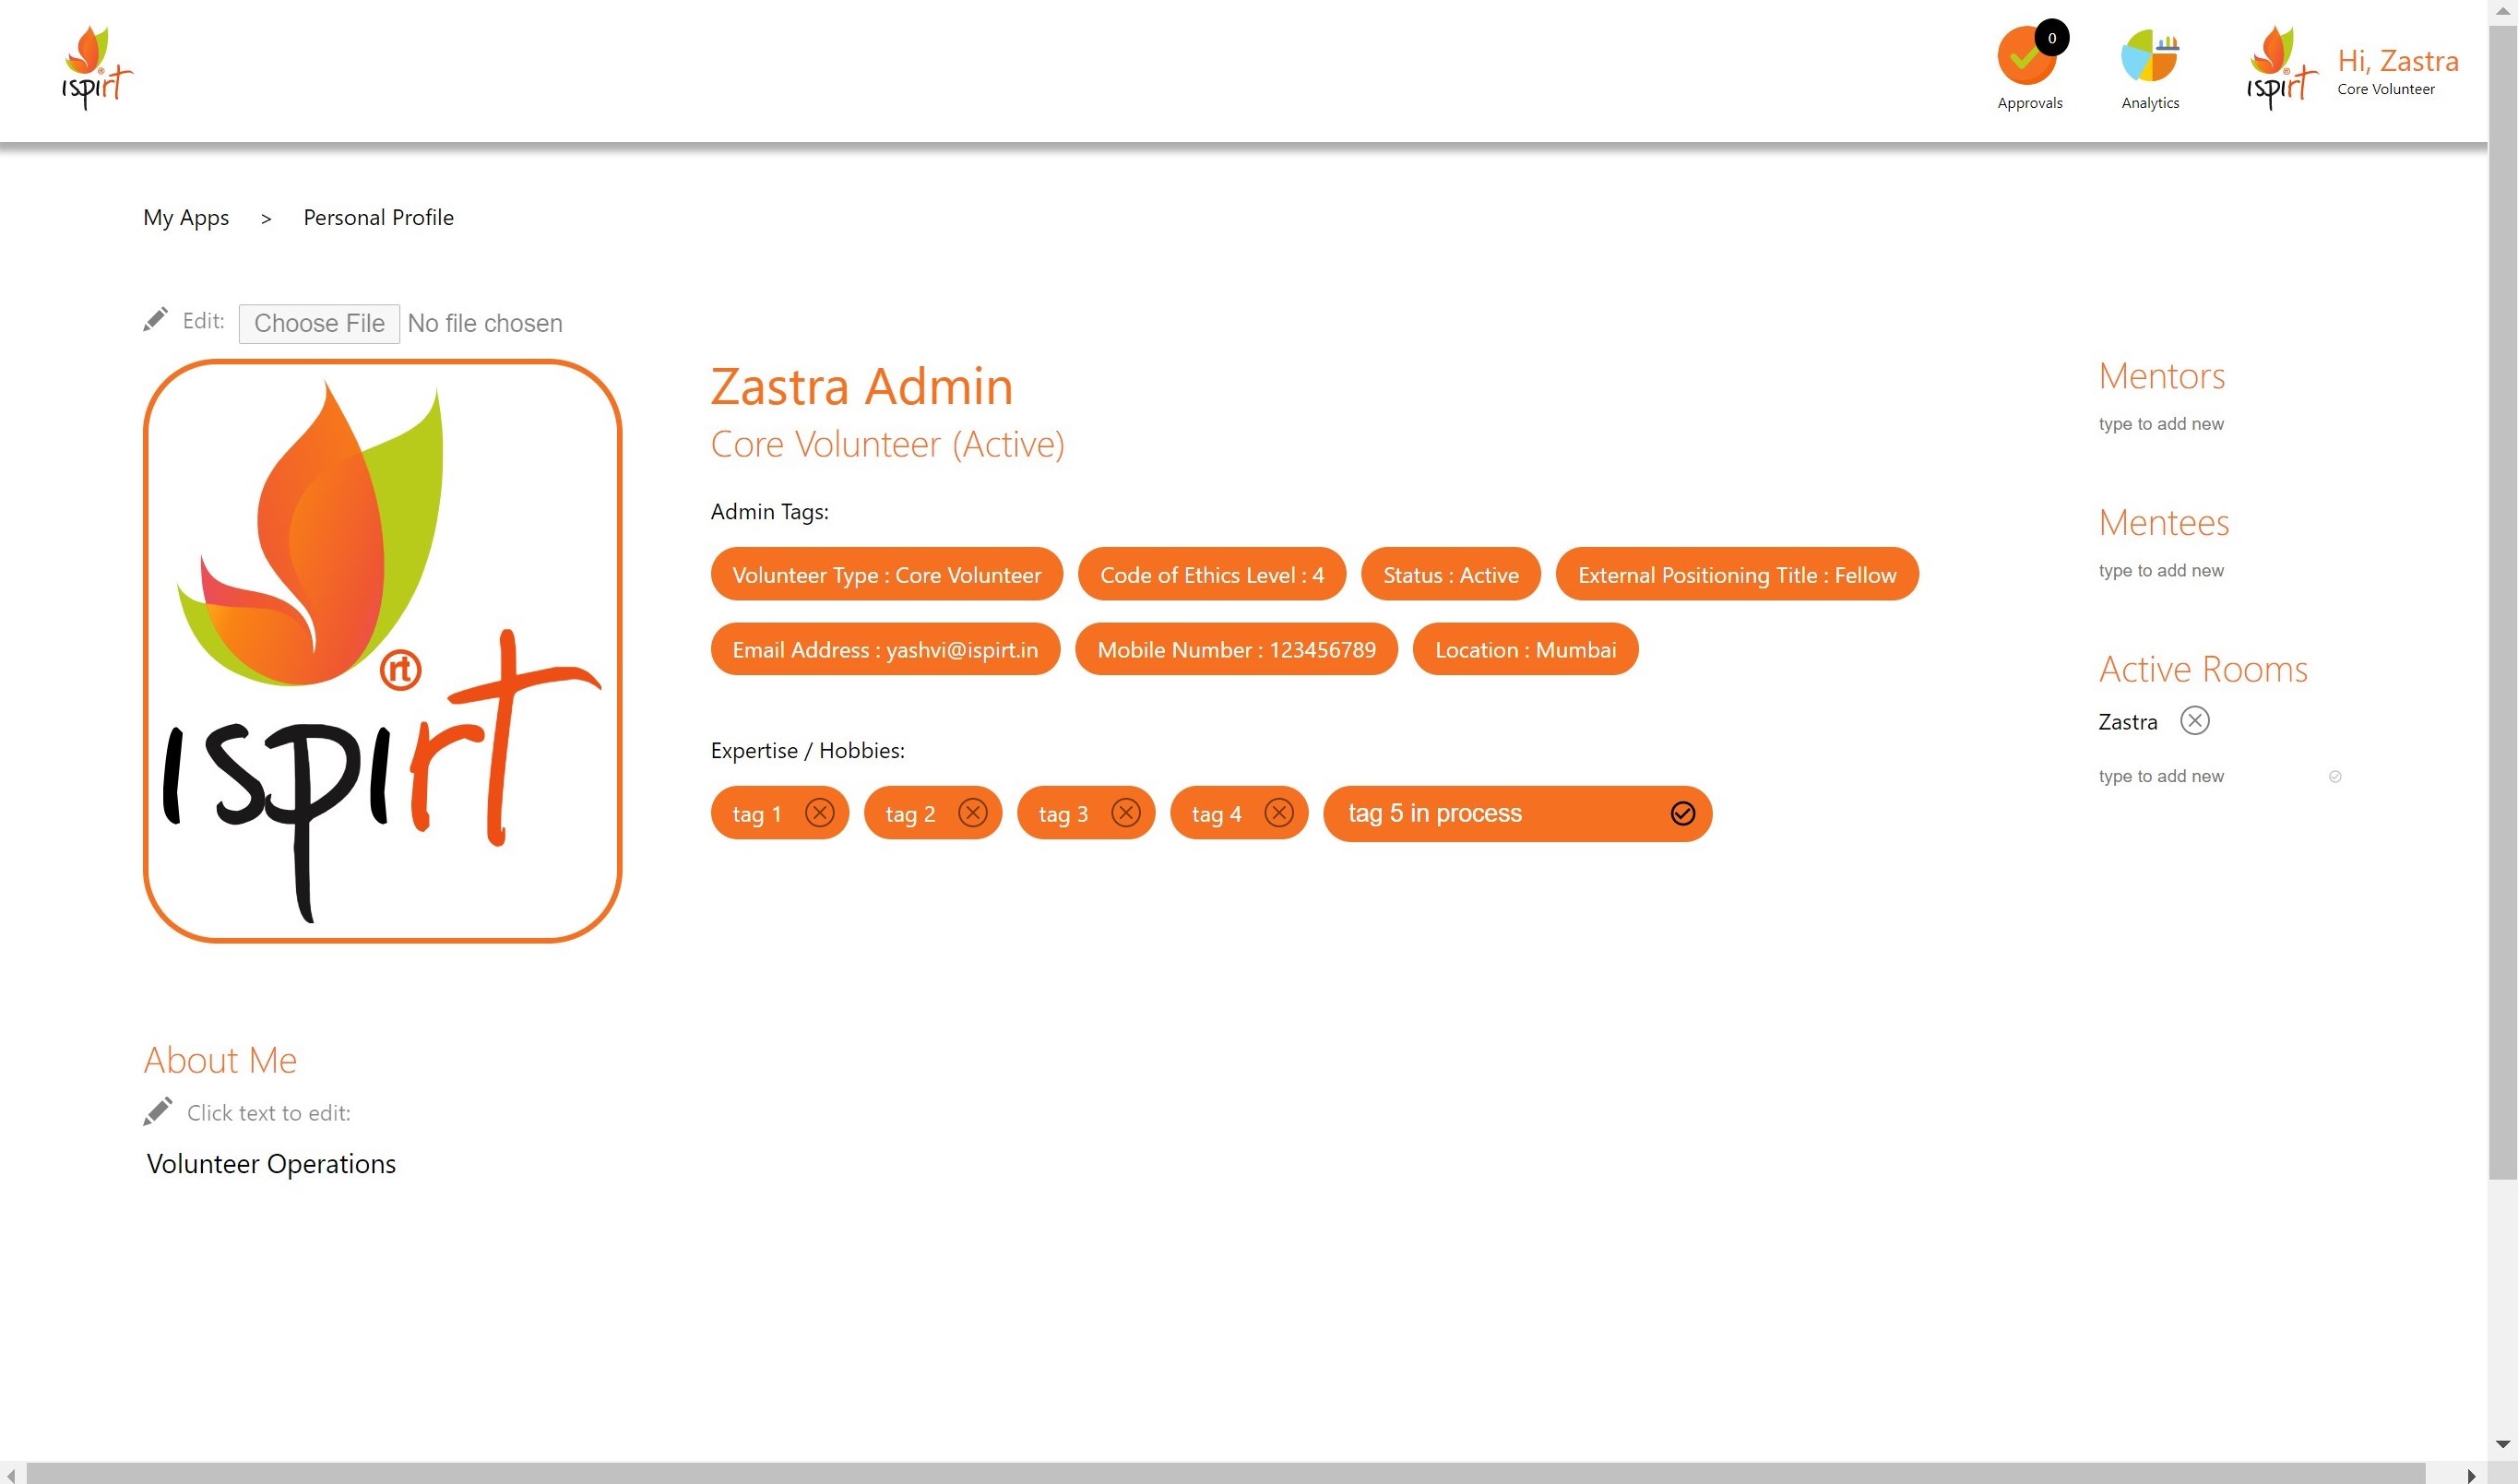 ispirt
0
Approvals
Analytics
ispirt
Hi, Zastra
Core Volunteer
My Apps > Personal Profile
Edit: Choose File No file chosen
ispirt
rt
Zastra Admin
Core Volunteer (Active)
Admin Tags:
Volunteer Type : Core Volunteer Code of Ethics Level : 4 Status : Active External Positioning Title : Fellow
Email Address : yashvi@ispirt.in Mobile Number : 123456789 Location : Mumbai
Expertise / Hobbies:
tag 1 tag 2 tag 3 tag 4 tag 5 in process
Mentors
type to add new
Mentees
type to add new
Active Rooms
Zastra
type to add new
About Me
Click text to edit:
Volunteer Operations